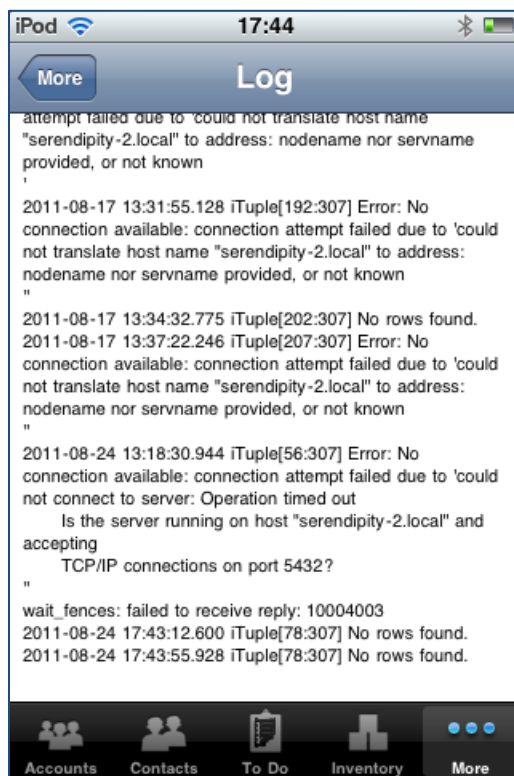 iPod 17:44
More Log
attempt failed due to 'could not translate host name
"serendipity-2.local" to address: nodename nor servname
provided, or not known
'
2011-08-17 13:31:55.128 iTuple[192:307] Error: No
connection available: connection attempt failed due to 'could
not translate host name "serendipity-2.local" to address:
nodename nor servname provided, or not known
"
2011-08-17 13:34:32.775 iTuple[202:307] No rows found.
2011-08-17 13:37:22.246 iTuple[207:307] Error: No
connection available: connection attempt failed due to 'could
not translate host name "serendipity-2.local" to address:
nodename nor servname provided, or not known
"
2011-08-24 13:18:30.944 iTuple[56:307] Error: No
connection available: connection attempt failed due to 'could
not connect to server: Operation timed out
Is the server running on host "serendipity-2.local" and
accepting
TCP/IP connections on port 5432?
"
wait_fences: failed to receive reply: 10004003
2011-08-24 17:43:12.600 iTuple[78:307] No rows found.
2011-08-24 17:43:55.928 iTuple[78:307] No rows found.
Accounts Contacts To Do Inventory More